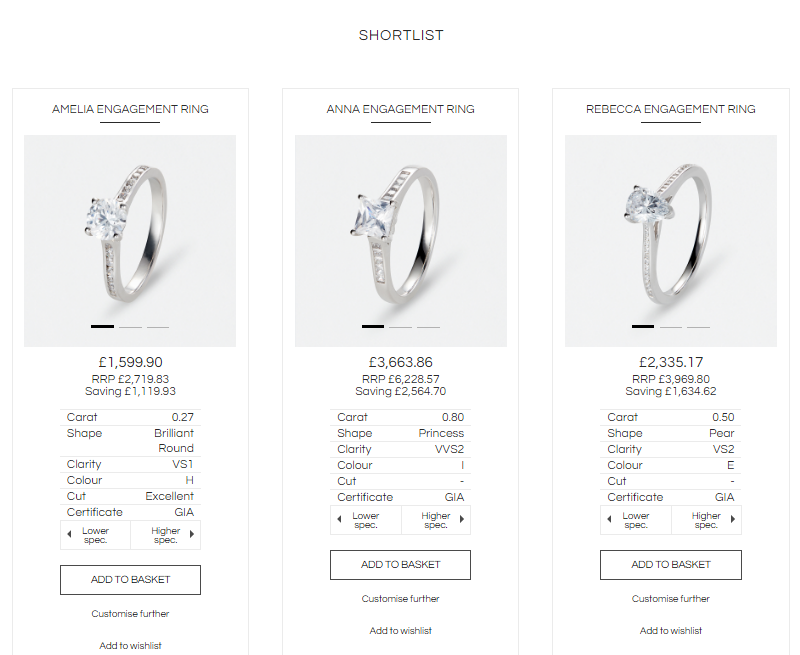 SHORTLIST
AMELIA ENGAGEMENT RING
£1,599.90
RRP £2,719.83
Saving £1,119.93
Carat 0.27
Shape Brilliant
Round
Clarity VS1
Colour H
Cut Excellent
Certificate GIA
Lower
spec.
Higher
spec.
ADD TO BASKET
Customise further
Add to wishlist
ANNA ENGAGEMENT RING
£3,663.86
RRP £6,228.57
Saving £2,564.70
Carat 0.80
Shape Princess
Clarity VVS2
Colour I
Cut -
Certificate GIA
Lower
spec.
Higher
spec.
ADD TO BASKET
Customise further
Add to wishlist
REBECCA ENGAGEMENT RING
£2,335.17
RRP £3,969.80
Saving £1,634.62
Carat 0.50
Shape Pear
Clarity VS2
Colour E
Cut -
Certificate GIA
Lower
spec.
Higher
spec.
ADD TO BASKET
Customise further
Add to wishlist